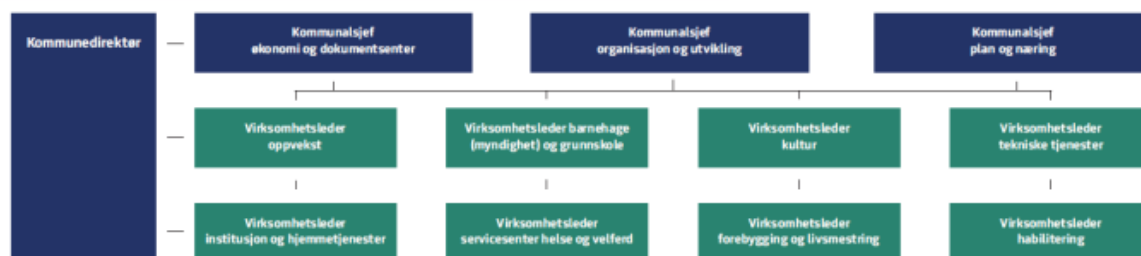 Kommunedirektør
Kommunalsjef
økonomi og dokumentsenter
Kommunalsjef
organisasjon og utvikling
Kommunalsjef
plan og næring
Virksomhetsleder
oppvekst
Virksomhetsleder barnehage
(myndighet) og grunnskole
Virksomhetsleder
kultur
Virksomhetsleder
tekniske tjenester
Virksomhetsleder
institusjon og hjemmetjenester
Virksomhetsleder
servicesenter helse og velferd
Virksomhetsleder
forebygging og livsmestring
Virksomhetsleder
habilitering